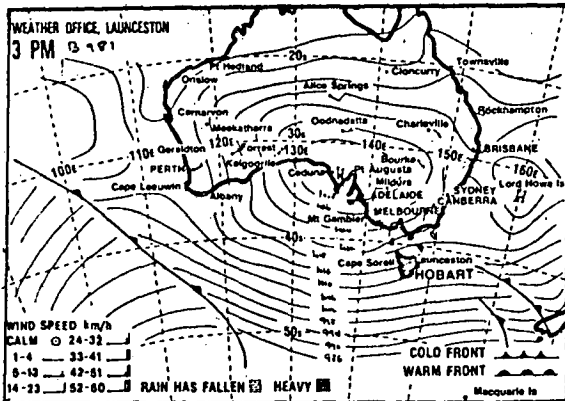 WEATHER OFFICE, LAUNCESTON
3 PM
20s
Pt Hedland
Townsville
Cloncurry
Onslow
Alice Springs
Carnarvon
Rockhampton
Meekatharra
Oodnadatta
Charleville
30s
100E
110E
120E
130E
140E
150E
160E
Geraldton
Forrest
Bourke
BRISBANE
PERTH
Kalgoorlie
Ceduna
H
Pt Augusta
Mildura
Cape Leeuwin
Albany
ADELAIDE
SYDNEY
Lord Howe Is
CANBERRA
H
Mt Gambier
MELBOURNE
40s
Cape Sorell
Launceston
HOBART
50s
WIND SPEED km/h
CALM 24-32
1-4 33-41
5-13 42-51
14-23 52-60
RAIN HAS FALLEN HEAVY
COLD FRONT
WARM FRONT
Macquarie Is